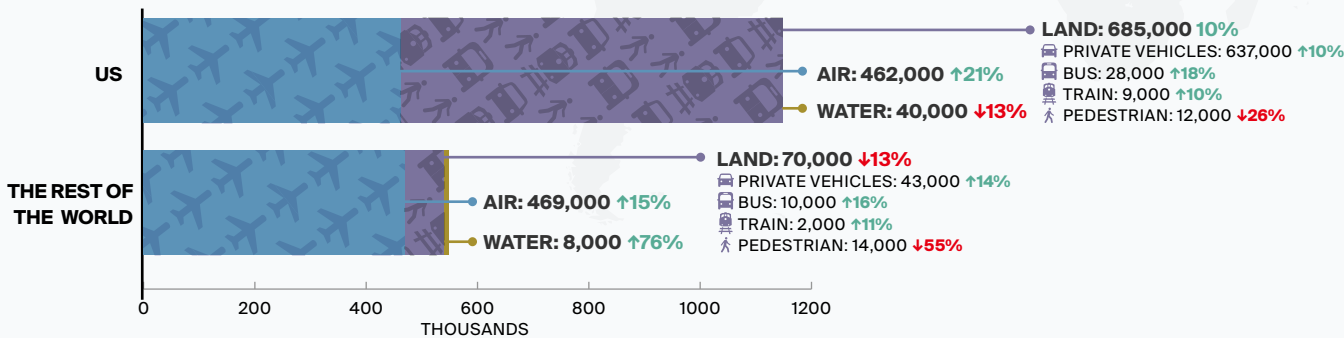 US
LAND: 685,000 10%
PRIVATE VEHICLES: 637,000 ↑10%
BUS: 28,000 ↑18%
TRAIN: 9,000 ↑10%
PEDESTRIAN: 12,000 ↓26%
AIR: 462,000 ↑21%
WATER: 40,000 ↓13%
THE REST OF
THE WORLD
LAND: 70,000 ↓13%
PRIVATE VEHICLES: 43,000 ↑14%
BUS: 10,000 ↑16%
TRAIN: 2,000 ↑11%
PEDESTRIAN: 14,000 ↓55%
AIR: 469,000 ↑15%
WATER: 8,000 ↑76%
0 200 400 600 800 1000 1200
THOUSANDS